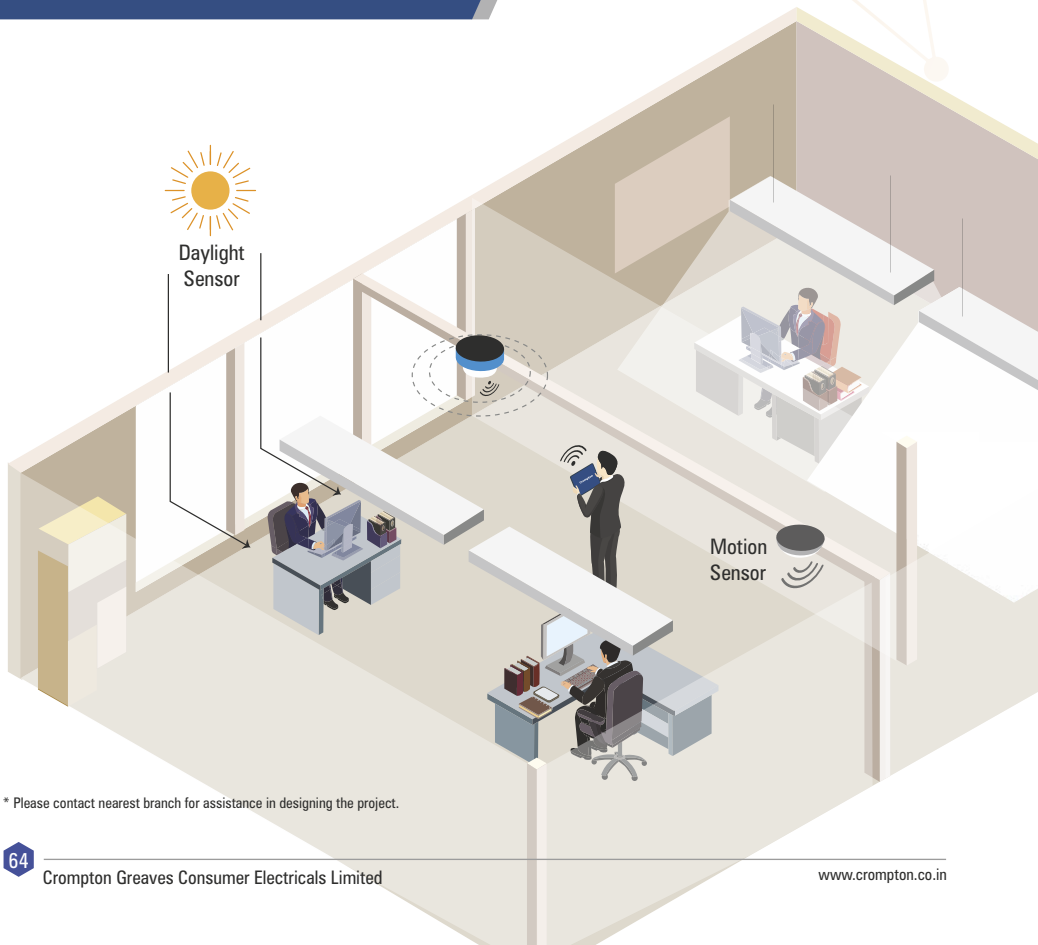 Daylight
Sensor
Crompton
Motion
Sensor
* Please contact nearest branch for assistance in designing the project.
64
Crompton Greaves Consumer Electricals Limited
www.crompton.co.in